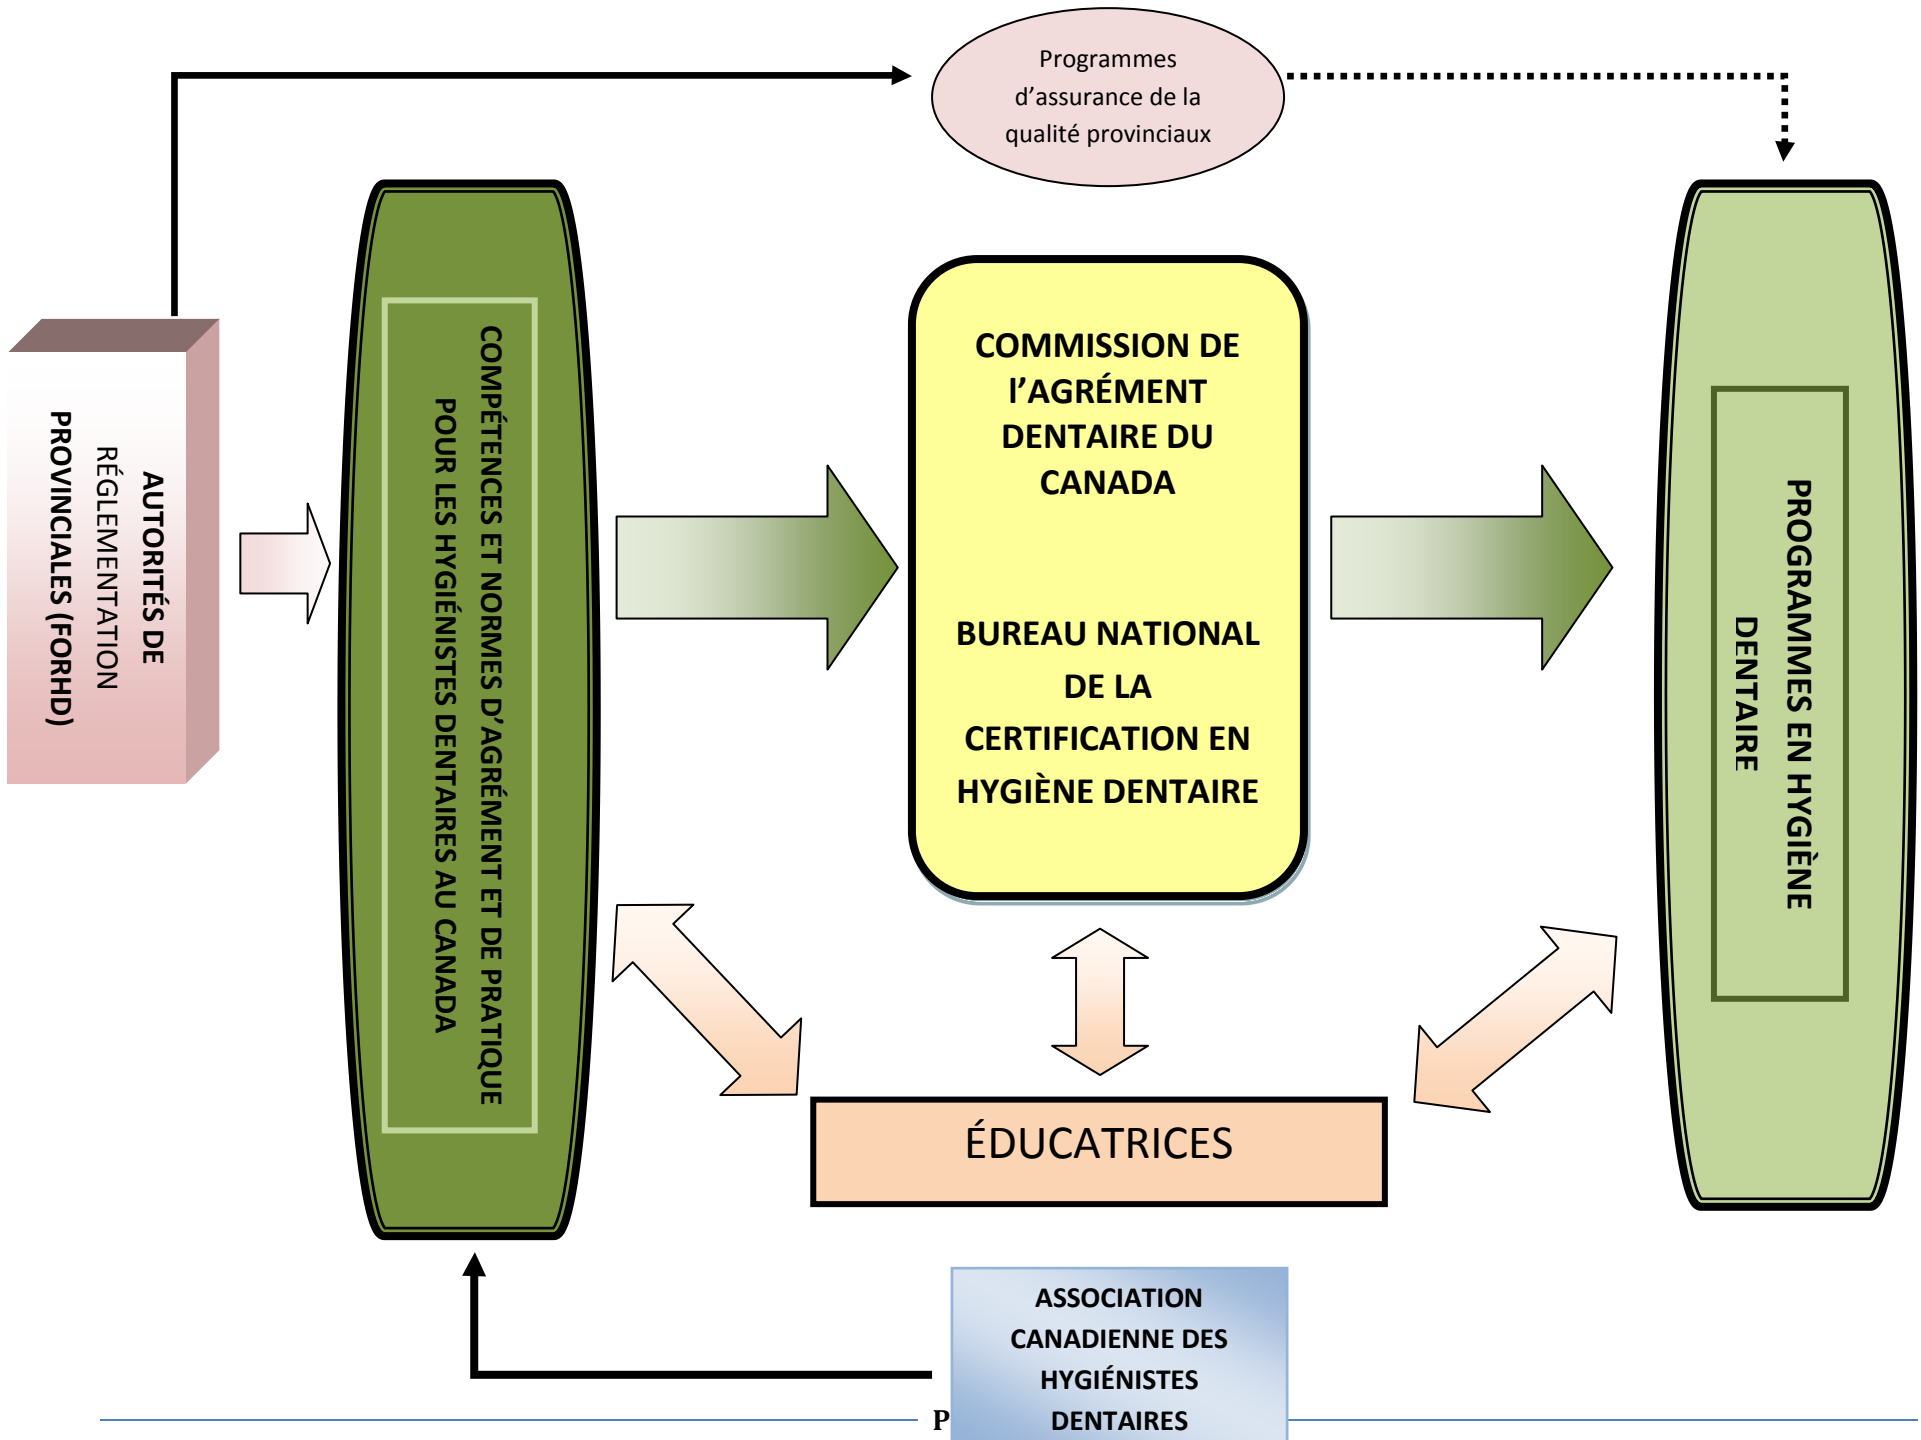 Programmes
d’assurance de la
qualité provinciaux
AUTORITÉS DE
RÉGLEMENTATION
PROVINCIALES (FORHD)
COMPÉTENCES ET NORMES D’AGRÉMENT ET DE PRATIQUE
POUR LES HYGIÉNISTES DENTAIRES AU CANADA
COMMISSION DE
l’AGRÉMENT
DENTAIRE DU
CANADA
BUREAU NATIONAL
DE LA
CERTIFICATION EN
HYGIÈNE DENTAIRE
PROGRAMMES EN HYGIÈNE
DENTAIRE
ÉDUCATRICES
ASSOCIATION
CANADIENNE DES
HYGIÉNISTES
DENTAIRES
P